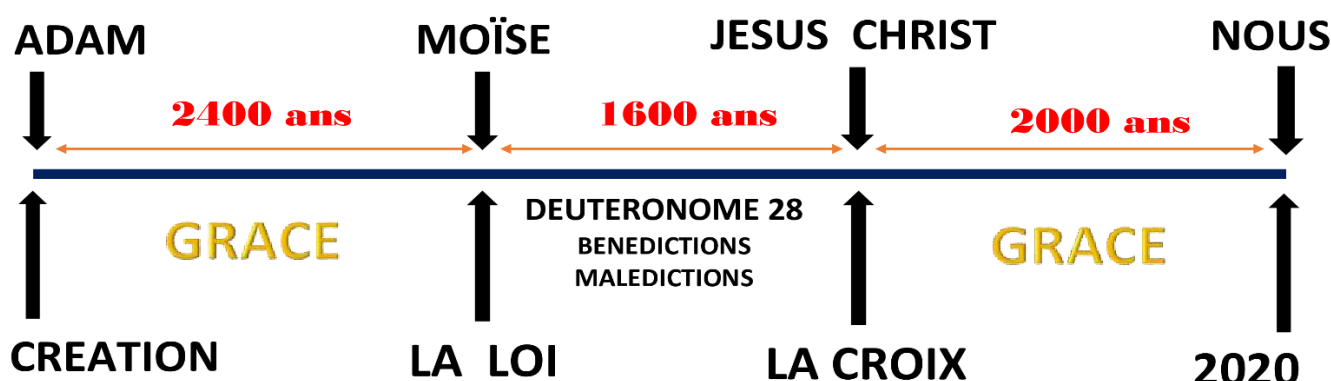 ADAM MOÏSE JESUS CHRIST NOUS
2400 ans 1600 ans 2000 ans
GRACE DEUTERONOME 28 GRACE
BENEDICTIONS
MALEDICTIONS
CREATION LA LOI LA CROIX 2020